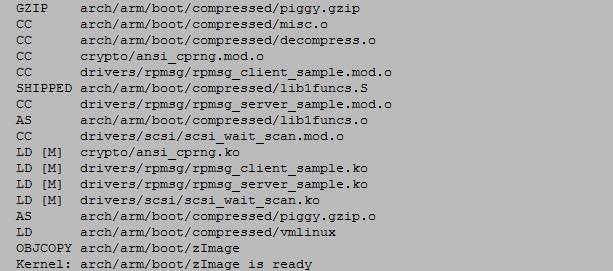 GZIP    arch/arm/boot/compressed/piggy.gzip
CC      arch/arm/boot/compressed/misc.o
CC      arch/arm/boot/compressed/decompress.o
CC      crypto/ansi_cprng.mod.o
CC      drivers/rpmsg/rpmsg_client_sample.mod.o
SHIPPED arch/arm/boot/compressed/lib1funcs.S
CC      drivers/rpmsg/rpmsg_server_sample.mod.o
AS      arch/arm/boot/compressed/lib1funcs.o
CC      drivers/scsi/scsi_wait_scan.mod.o
LD [M]  crypto/ansi_cprng.ko
LD [M]  drivers/rpmsg/rpmsg_client_sample.ko
LD [M]  drivers/rpmsg/rpmsg_server_sample.ko
LD [M]  drivers/scsi/scsi_wait_scan.ko
AS      arch/arm/boot/compressed/piggy.gzip.o
LD      arch/arm/boot/compressed/vmlinux
OBJCOPY arch/arm/boot/zImage
Kernel: arch/arm/boot/zImage is ready